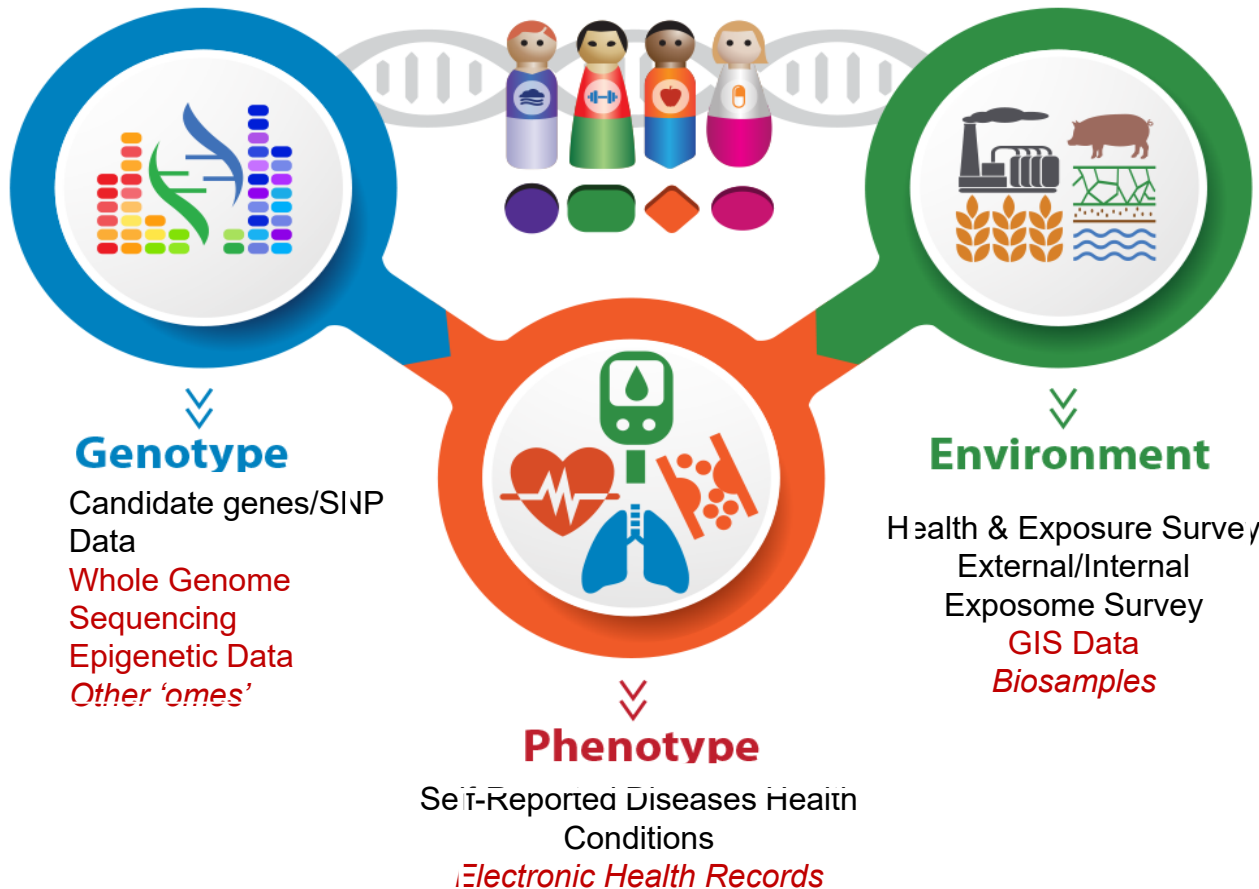 Genotype
Candidate genes/SNP
Data
Whole Genome
Sequencing
Epigenetic Data
Other ‘omes’
Environment
Health & Exposure Survey
External/Internal
Exposome Survey
GIS Data
Biosamples
Phenotype
Self-Reported Diseases Health
Conditions
Electronic Health Records